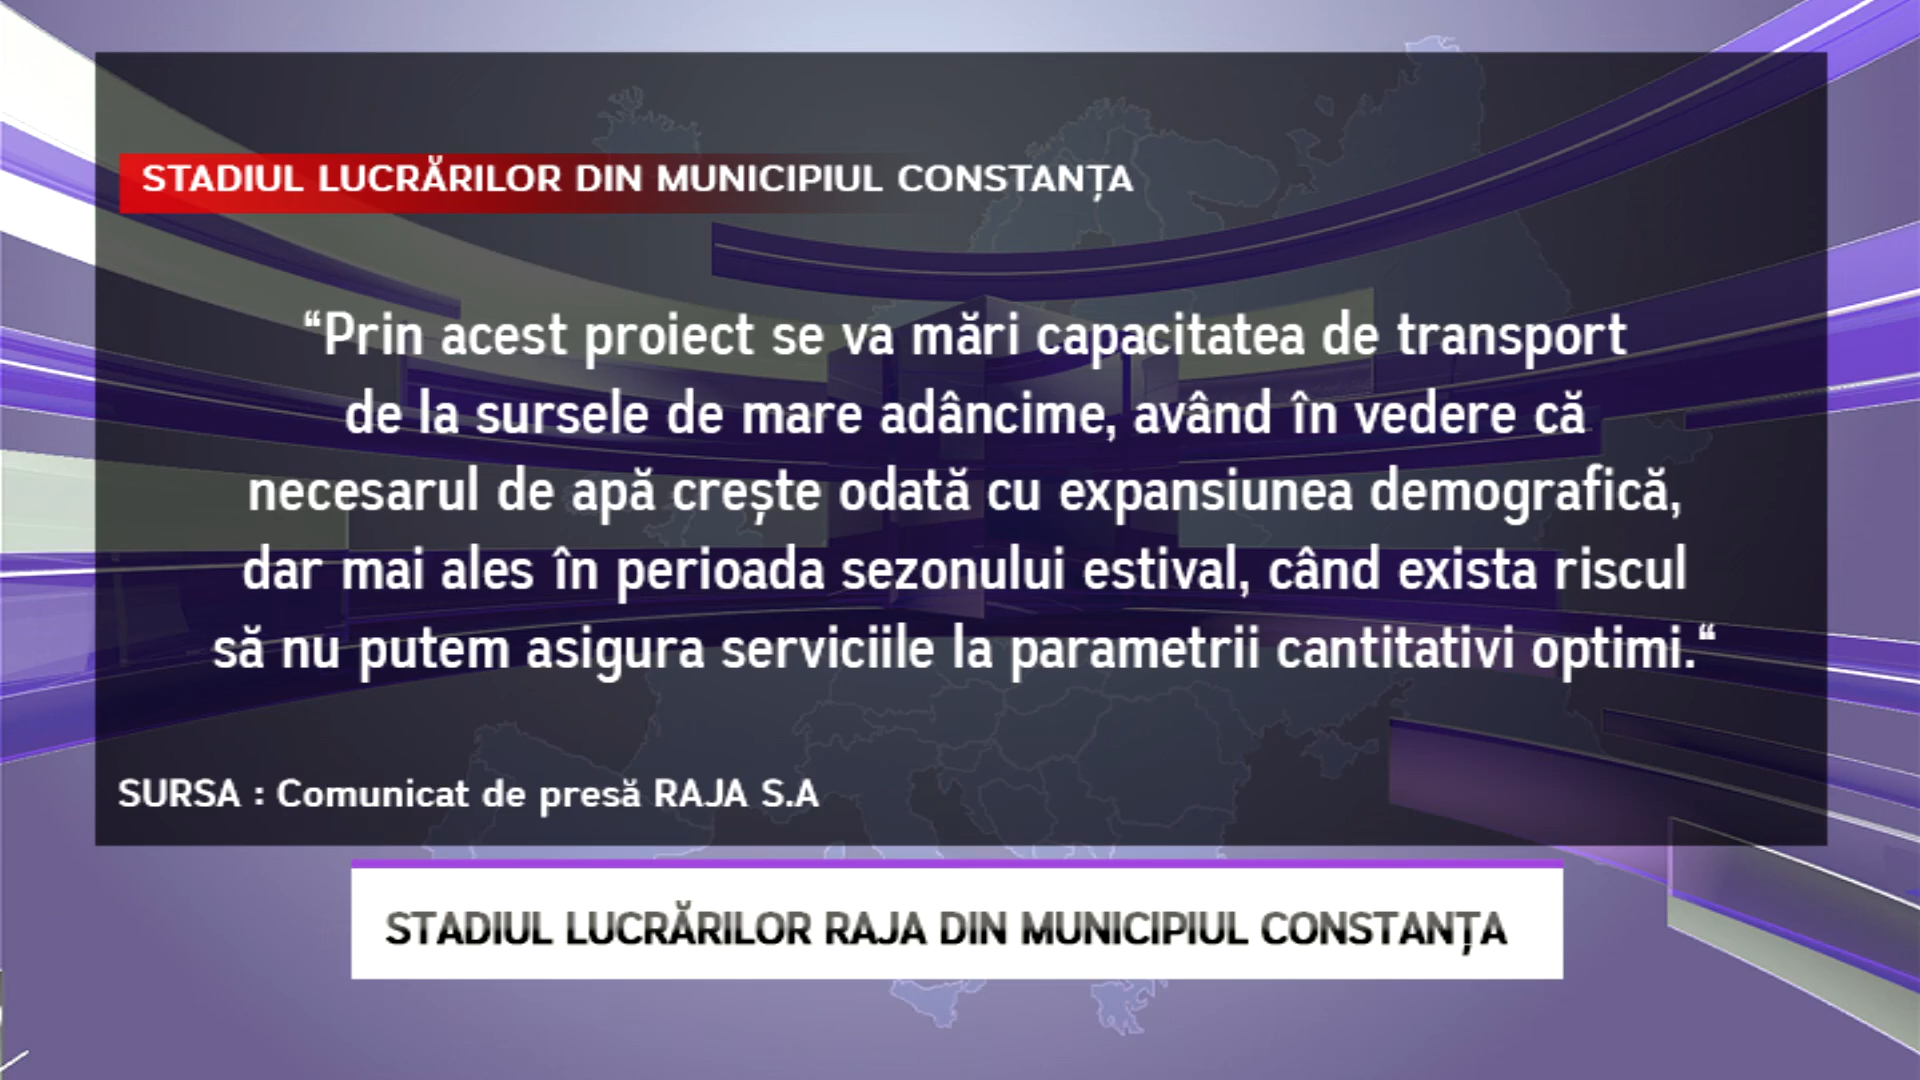 STADIUL LUCRĂRILOR DIN MUNICIPIUL CONSTANȚA
“Prin acest proiect se va mări capacitatea de transport
de la sursele de mare adâncime, având în vedere că
necesarul de apă crește odată cu expansiunea demografică,
dar mai ales în perioada sezonului estival, când exista riscul
să nu putem asigura serviciile la parametrii cantitativi optimi.“
SURSA : Comunicat de presă RAJA S.A
STADIUL LUCRĂRILOR RAJA DIN MUNICIPIUL CONSTANȚA